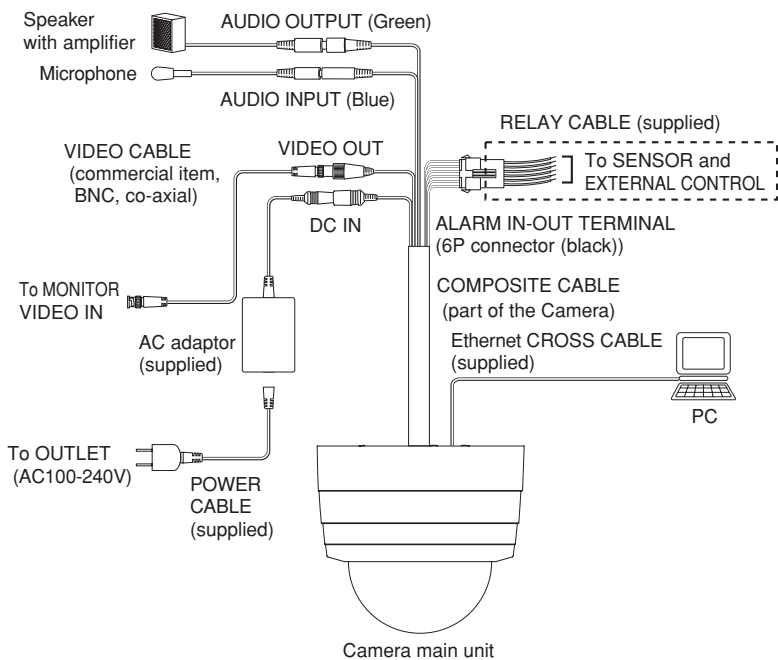 Speaker
with amplifier
AUDIO OUTPUT (Green)
Microphone
AUDIO INPUT (Blue)
RELAY CABLE (supplied)
VIDEO CABLE
(commercial item,
BNC, co-axial)
VIDEO OUT
To SENSOR and
EXTERNAL CONTROL
DC IN
ALARM IN-OUT TERMINAL
(6P connector (black))
To MONITOR
VIDEO IN
COMPOSITE CABLE
(part of the Camera)
AC adaptor
(supplied)
Ethernet CROSS CABLE
(supplied)
PC
To OUTLET
(AC100-240V)
POWER
CABLE
(supplied)
Camera main unit